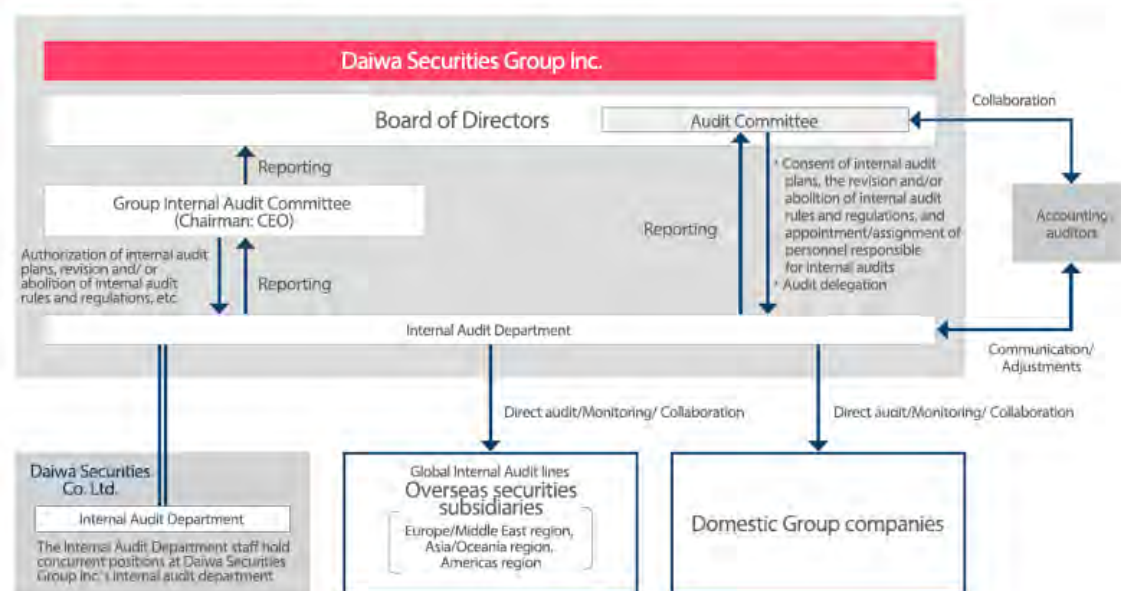 Daiwa Securities Group Inc.
Board of Directors
Audit Committee
Collaboration
Reporting
Group Internal Audit Committee
(Chairman: CEO)
Authorization of internal audit
plans, revision and/ or
abolition of internal audit
rules and regulations, etc
Reporting
Reporting
• Consent of internal audit
plans, the revision and/or
abolition of internal audit
rules and regulations, and
appointment/assignment of
personnel responsible
for internal audits
• Audit delegation
Accounting
auditors
Internal Audit Department
Communication/
Adjustments
Direct audit/Monitoring/ Collaboration
Direct audit/Monitoring/ Collaboration
Daiwa Securities
Co. Ltd.
Internal Audit Department
The Internal Audit Department staff hold
concurrent positions at Daiwa Securities
Group Inc.'s internal audit department
Global Internal Audit lines
Overseas securities
subsidiaries
Europe/Middle East region,
Asia/Oceania region,
Americas region
Domestic Group companies